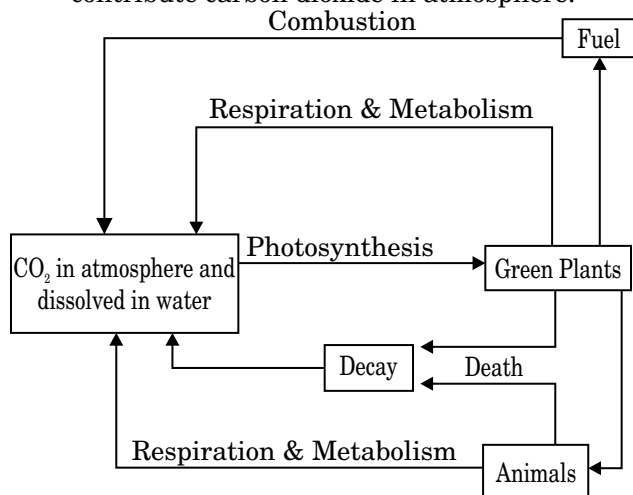 contribute carbon dioxide in atmosphere.
Combustion
Fuel
Respiration & Metabolism
CO₂ in atmosphere and
dissolved in water
Photosynthesis
Green Plants
Decay
Death
Respiration & Metabolism
Animals